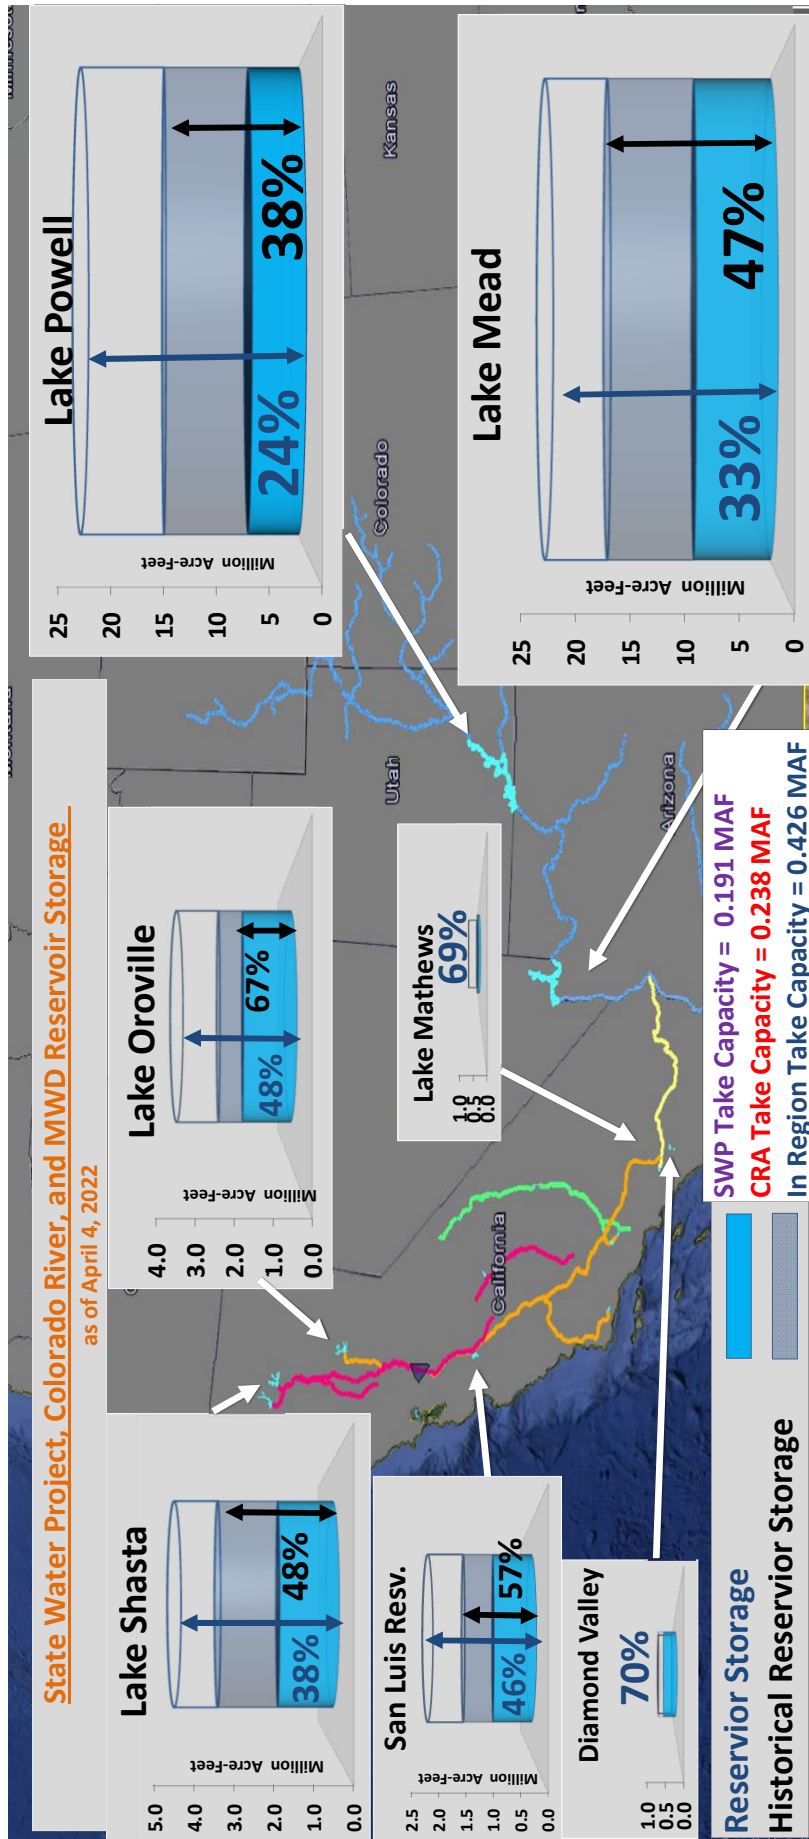 State Water Project, Colorado River, and MWD Reservoir Storage
as of April 4, 2022
Lake Shasta
Million Acre-Feet
5.0
4.0
3.0
2.0
1.0
0.0
38%
48%
Lake Oroville
Million Acre-Feet
4.0
3.0
2.0
1.0
0.0
48%
67%
Lake Powell
Million Acre-Feet
25
20
15
10
5
0
24%
38%
San Luis Resv.
Million Acre-Feet
2.5
2.0
1.5
1.0
0.5
0.0
46%
57%
Lake Mathews
1.0
0.5
0.0
69%
Lake Mead
Million Acre-Feet
25
20
15
10
5
0
33%
47%
Diamond Valley
1.0
0.5
0.0
70%
California
Utah
Colorado
Arizona
Kansas
Reservior Storage
Historical Reservoir Storage
SWP Take Capacity = 0.191 MAF
CRA Take Capacity = 0.238 MAF
In Region Take Capacity = 0.426 MAF